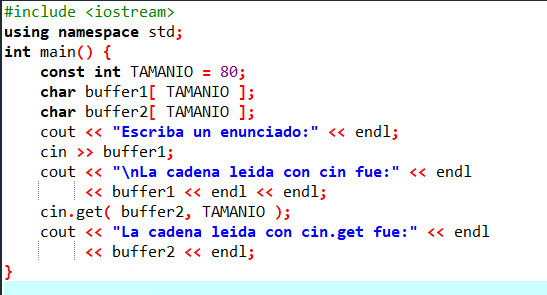 #include <iostream>
using namespace std;
int main() {
    const int TAMANIO = 80;
    char buffer1[ TAMANIO ];
    char buffer2[ TAMANIO ];
    cout << "Escriba un enunciado:" << endl;
    cin >> buffer1;
    cout << "\nLa cadena leida con cin fue:" << endl
         << buffer1 << endl << endl;
    cin.get( buffer2, TAMANIO );
    cout << "La cadena leida con cin.get fue:" << endl
         << buffer2 << endl;
}